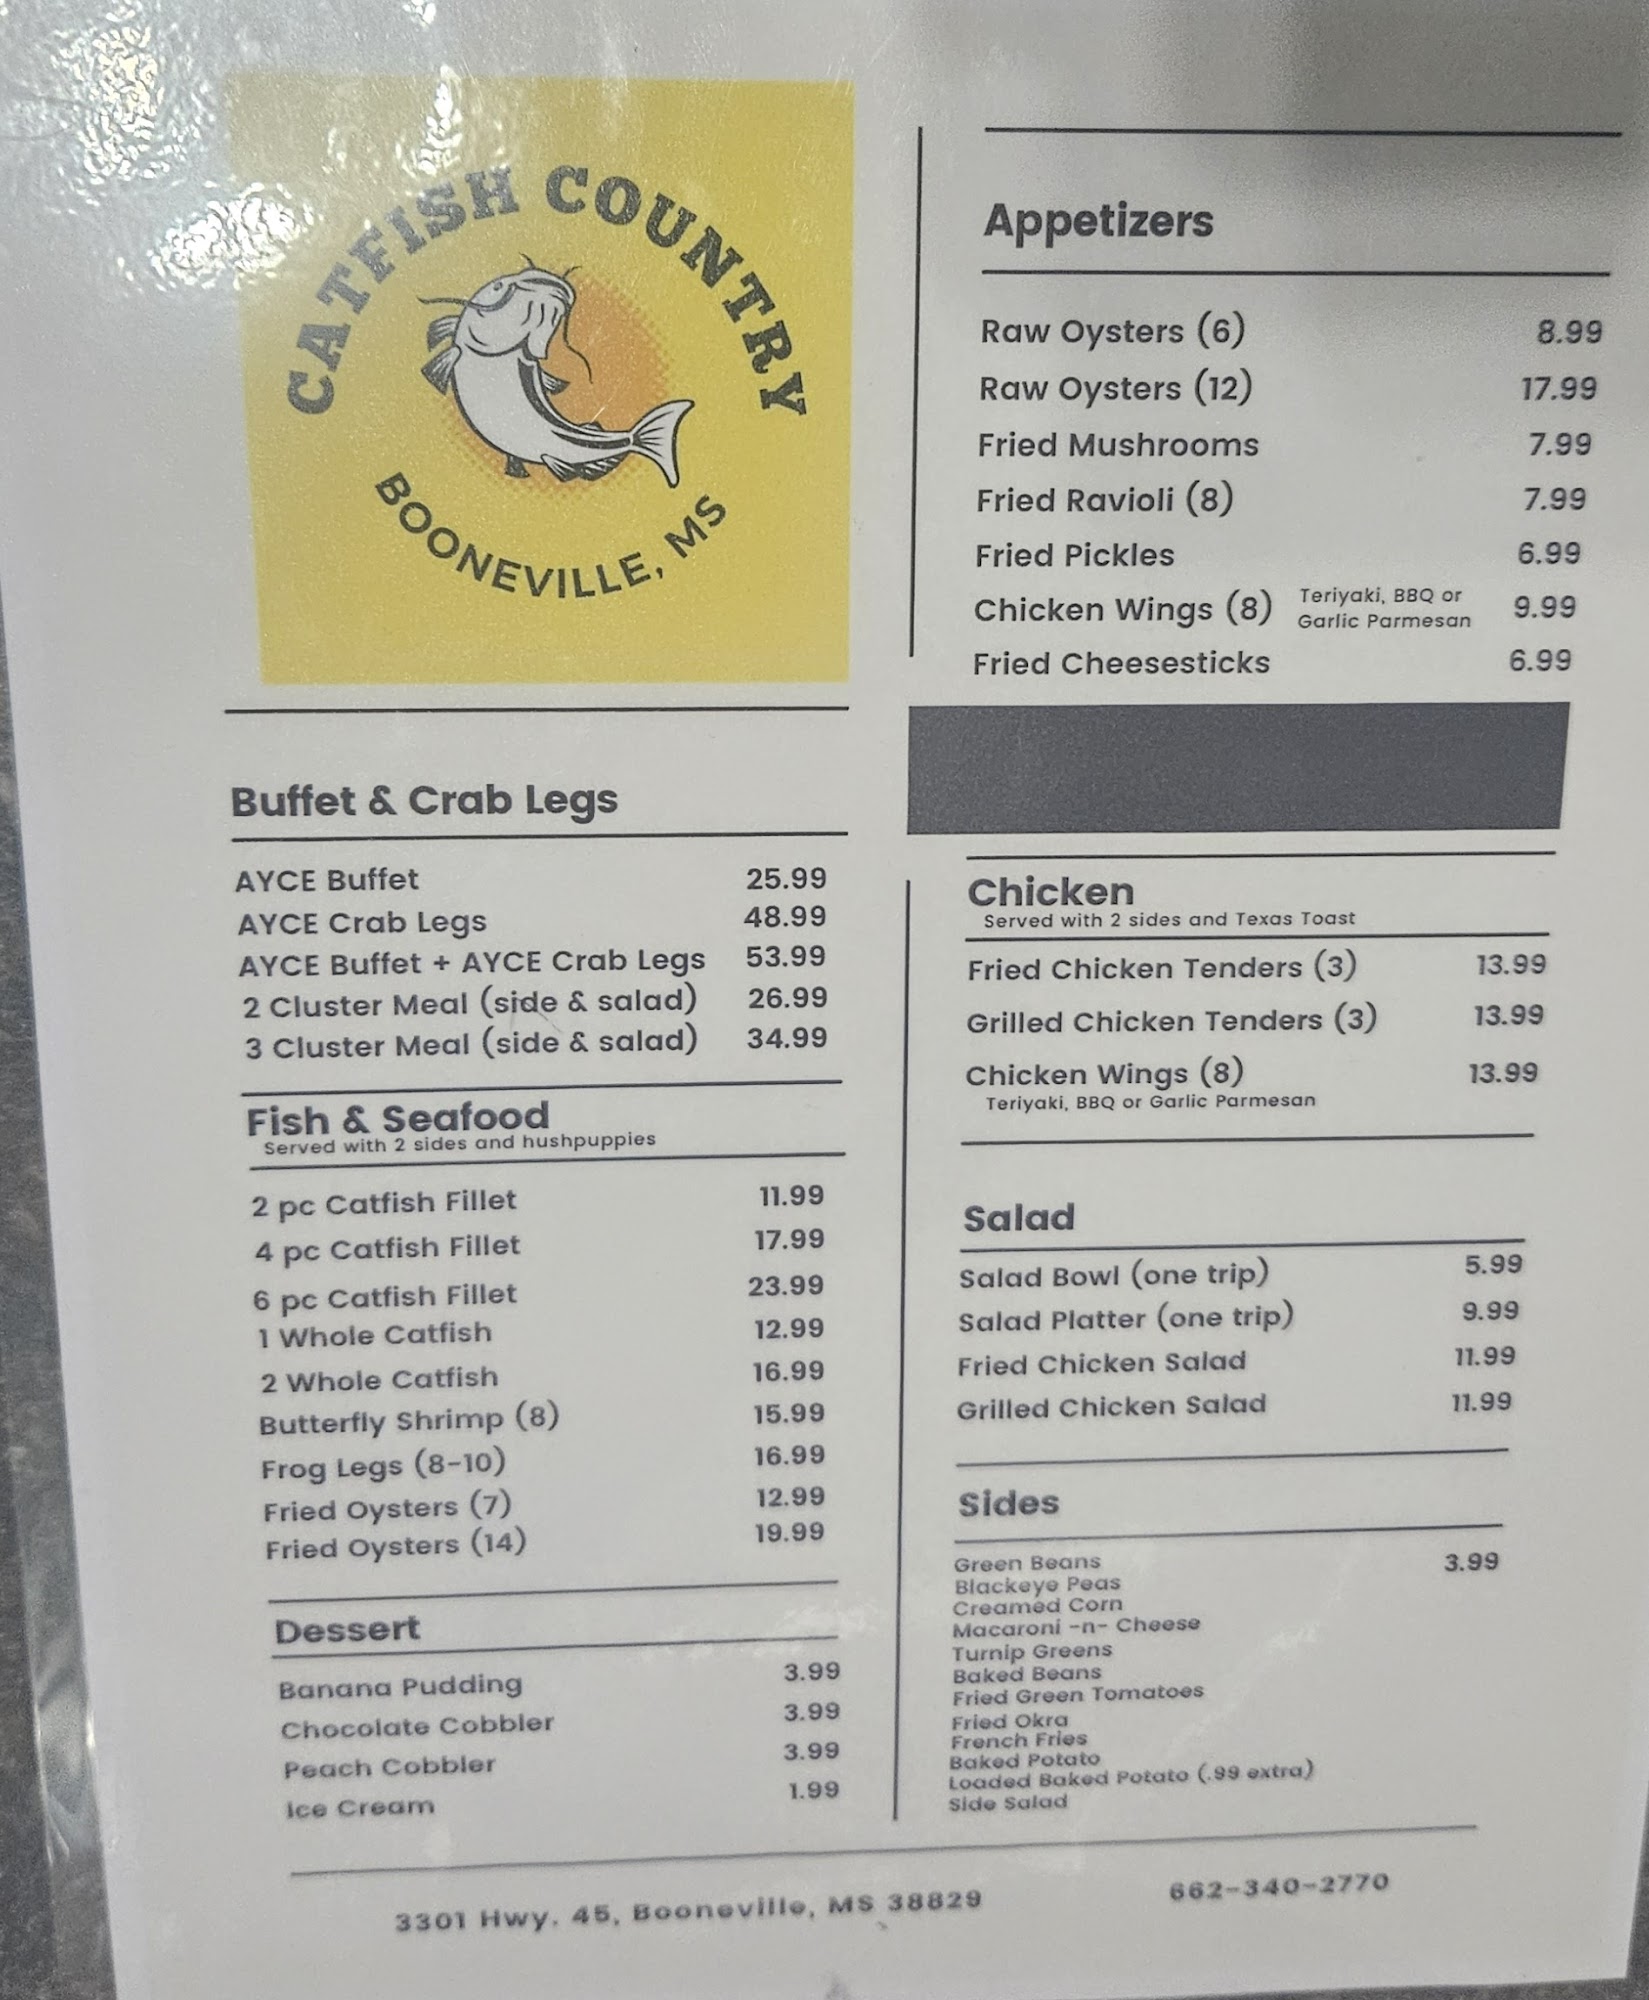 CATFISH COUNTRY
BOONEVILLE, MS
Buffet & Crab Legs
AYCE Buffet 25.99
AYCE Crab Legs 48.99
AYCE Buffet + AYCE Crab Legs 53.99
2 Cluster Meal (side & salad) 26.99
3 Cluster Meal (side & salad) 34.99
Fish & Seafood
Served with 2 sides and hushpuppies
2 pc Catfish Fillet 11.99
4 pc Catfish Fillet 17.99
6 pc Catfish Fillet 23.99
1 Whole Catfish 12.99
2 Whole Catfish 16.99
Butterfly Shrimp (8) 15.99
Frog Legs (8-10) 16.99
Fried Oysters (7) 12.99
Fried Oysters (14) 19.99
Dessert
Banana Pudding 3.99
Chocolate Cobbler 3.99
Peach Cobbler 3.99
Ice Cream 1.99
Appetizers
Raw Oysters (6) 8.99
Raw Oysters (12) 17.99
Fried Mushrooms 7.99
Fried Ravioli (8) 7.99
Fried Pickles 6.99
Chicken Wings (8) Teriyaki, BBQ or Garlic Parmesan 9.99
Fried Cheesesticks 6.99
Chicken
Served with 2 sides and Texas Toast
Fried Chicken Tenders (3) 13.99
Grilled Chicken Tenders (3) 13.99
Chicken Wings (8) 13.99
Teriyaki, BBQ or Garlic Parmesan
Salad
Salad Bowl (one trip) 5.99
Salad Platter (one trip) 9.99
Fried Chicken Salad 11.99
Grilled Chicken Salad 11.99
Sides
Green Beans 3.99
Blackeye Peas
Creamed Corn
Macaroni -n- Cheese
Turnip Greens
Baked Beans
Fried Green Tomatoes
Fried Okra
French Fries
Baked Potato
Loaded Baked Potato (.99 extra)
Side Salad
3301 Hwy. 45, Booneville, MS 38829 662-340-2770